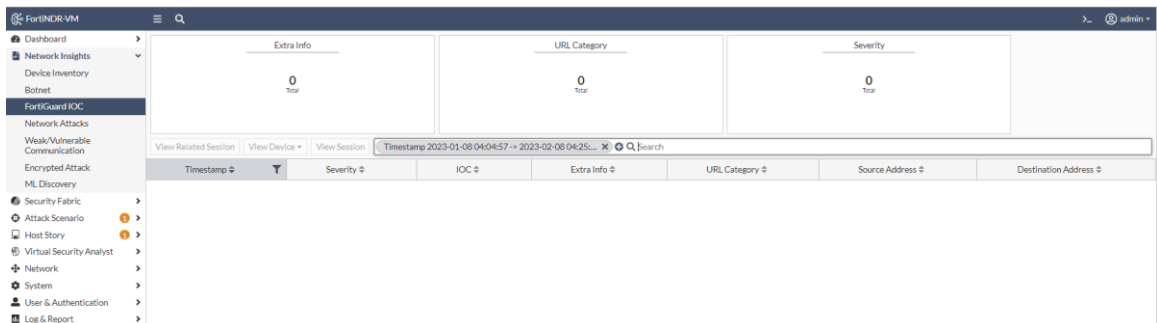 FortiNDR-VM
admin
Dashboard
Network Insights
Device Inventory
Botnet
FortiGuard IOC
Network Attacks
Weak/Vulnerable
Communication
Encrypted Attack
ML Discovery
Security Fabric
Attack Scenario 1
Host Story 1
Virtual Security Analyst
Network
System
User & Authentication
Log & Report
Extra Info
0
Total
URL Category
0
Total
Severity
0
Total
View Related Session View Device View Session Timestamp 2023-01-08 04:04:57 -> 2023-02-08 04:25:... Search
Timestamp Severity IOC Extra Info URL Category Source Address Destination Address